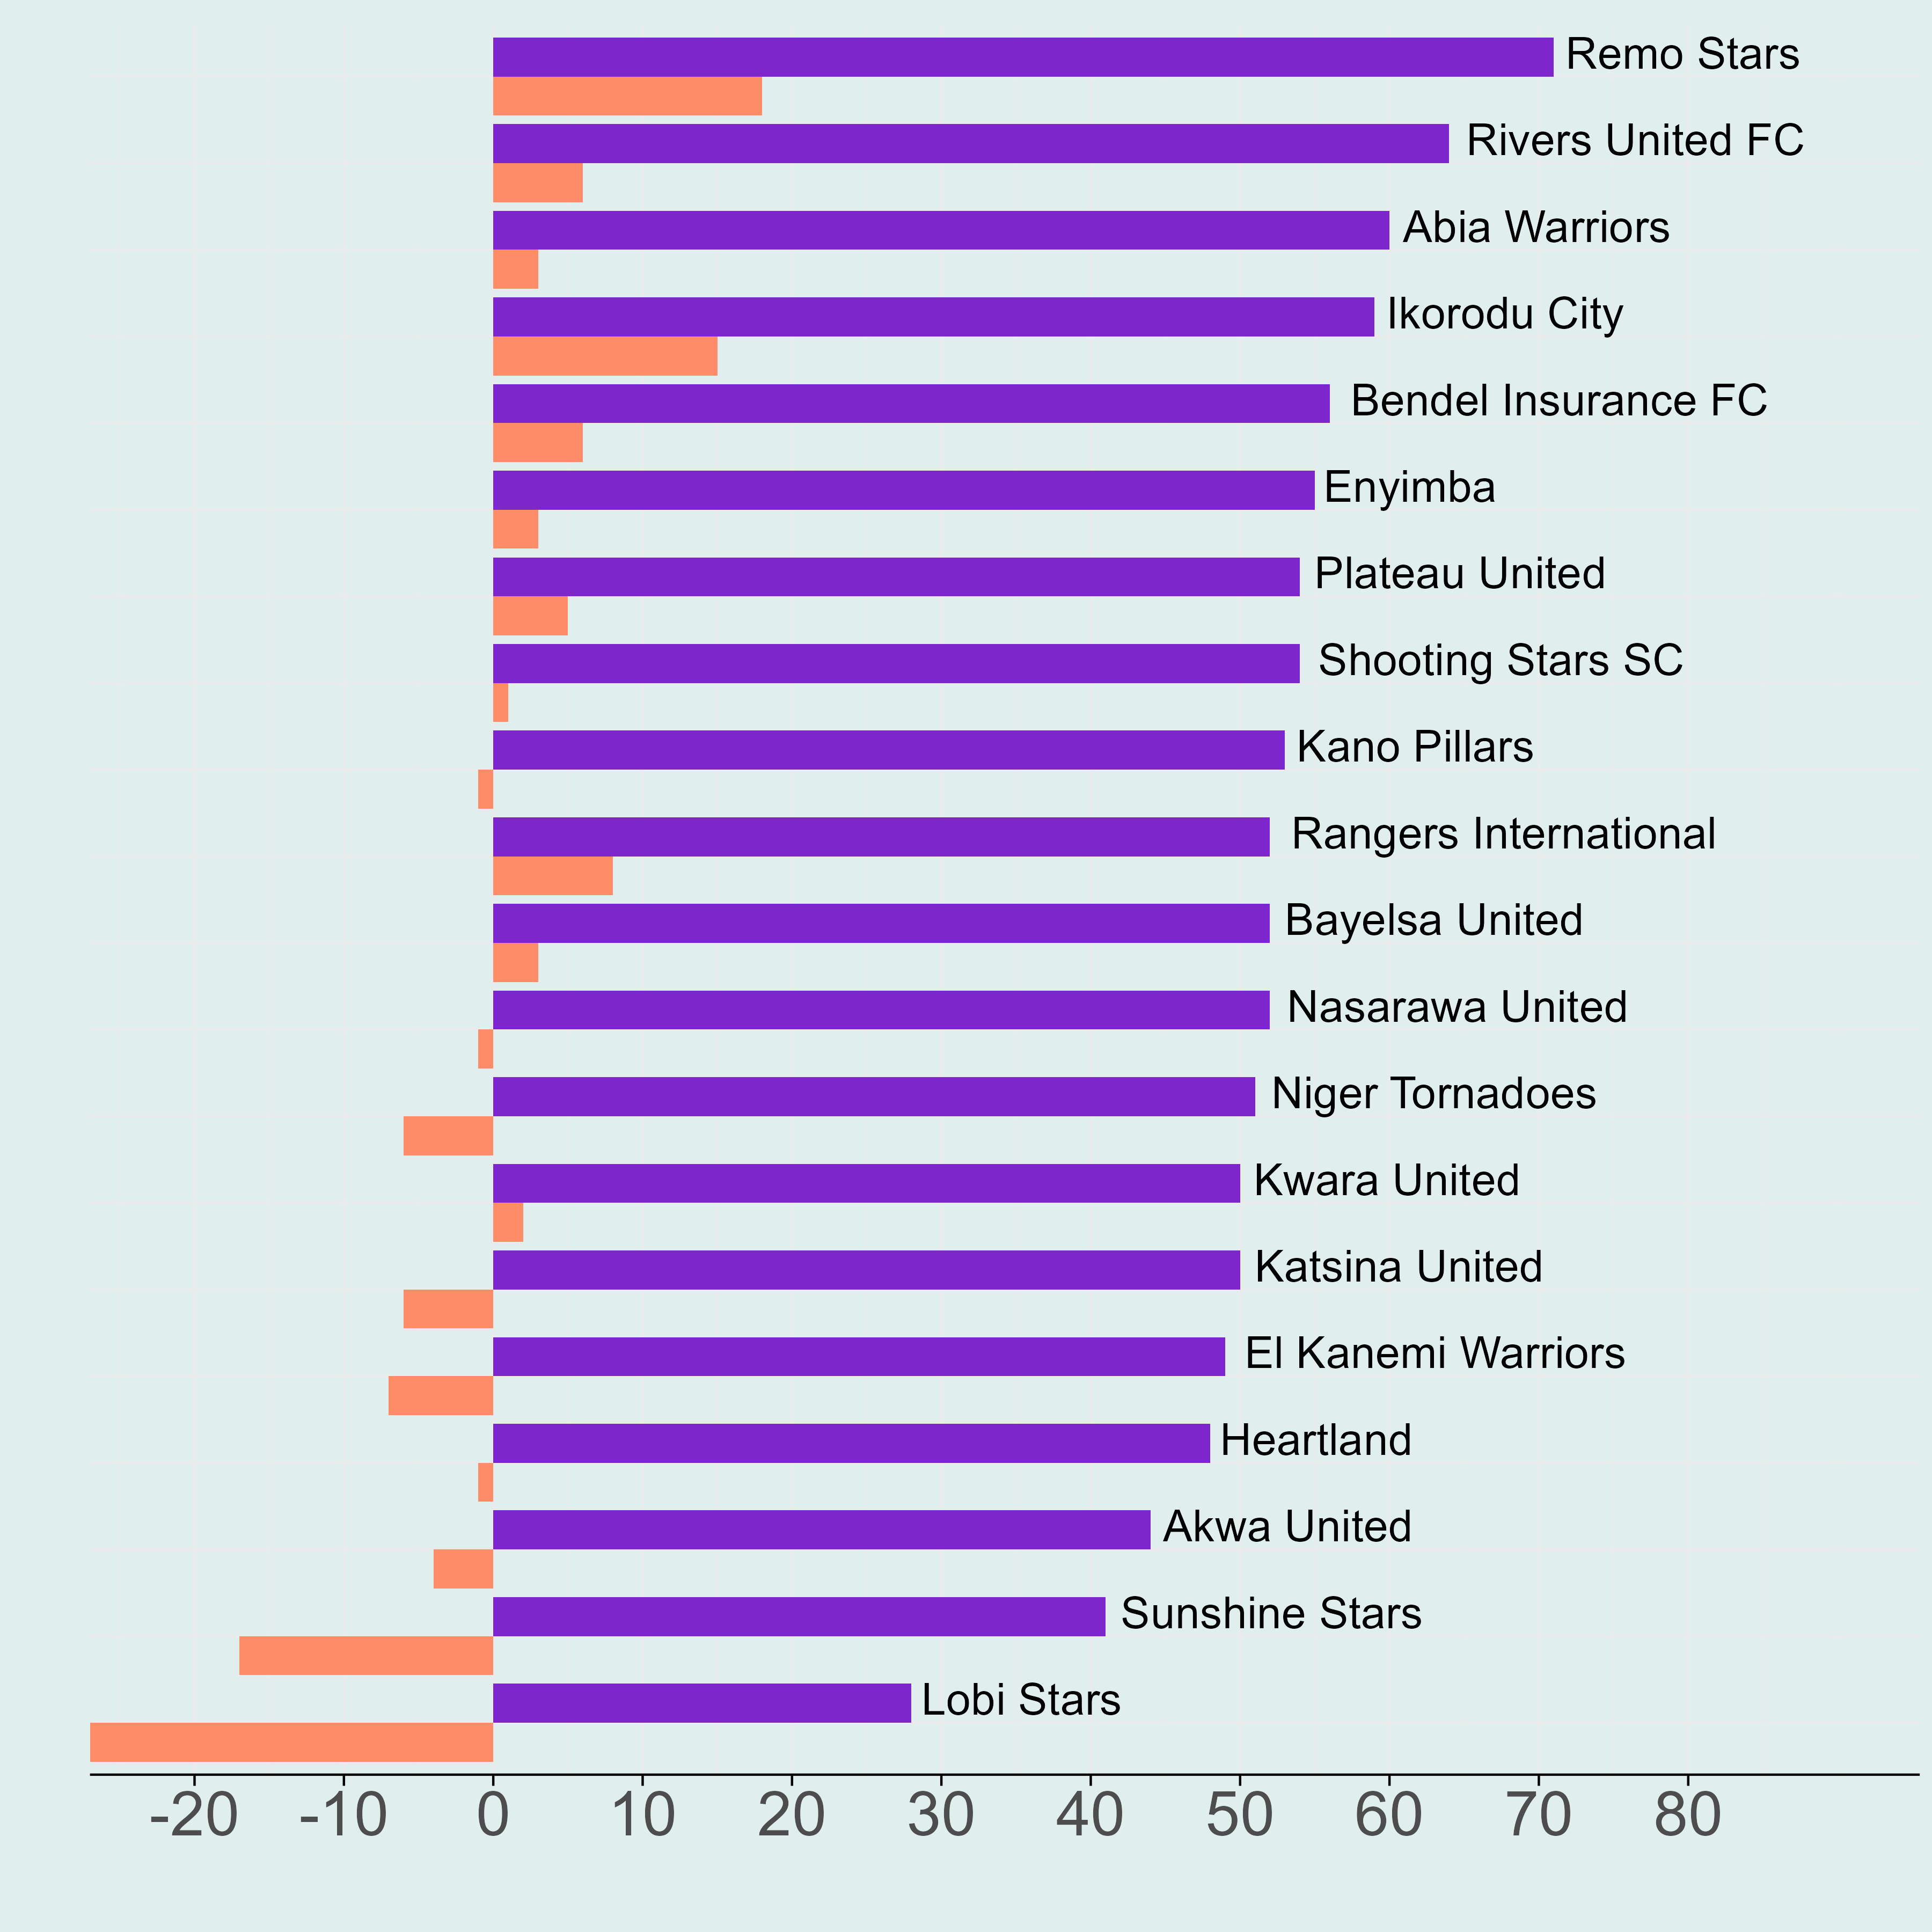 Remo Stars
Rivers United FC
Abia Warriors
Ikorodu City
Bendel Insurance FC
Enyimba
Plateau United
Shooting Stars SC
Kano Pillars
Rangers International
Bayelsa United
Nasarawa United
Niger Tornadoes
Kwara United
Katsina United
El Kanemi Warriors
Heartland
Akwa United
Sunshine Stars
Lobi Stars
-20 -10 0 10 20 30 40 50 60 70 80